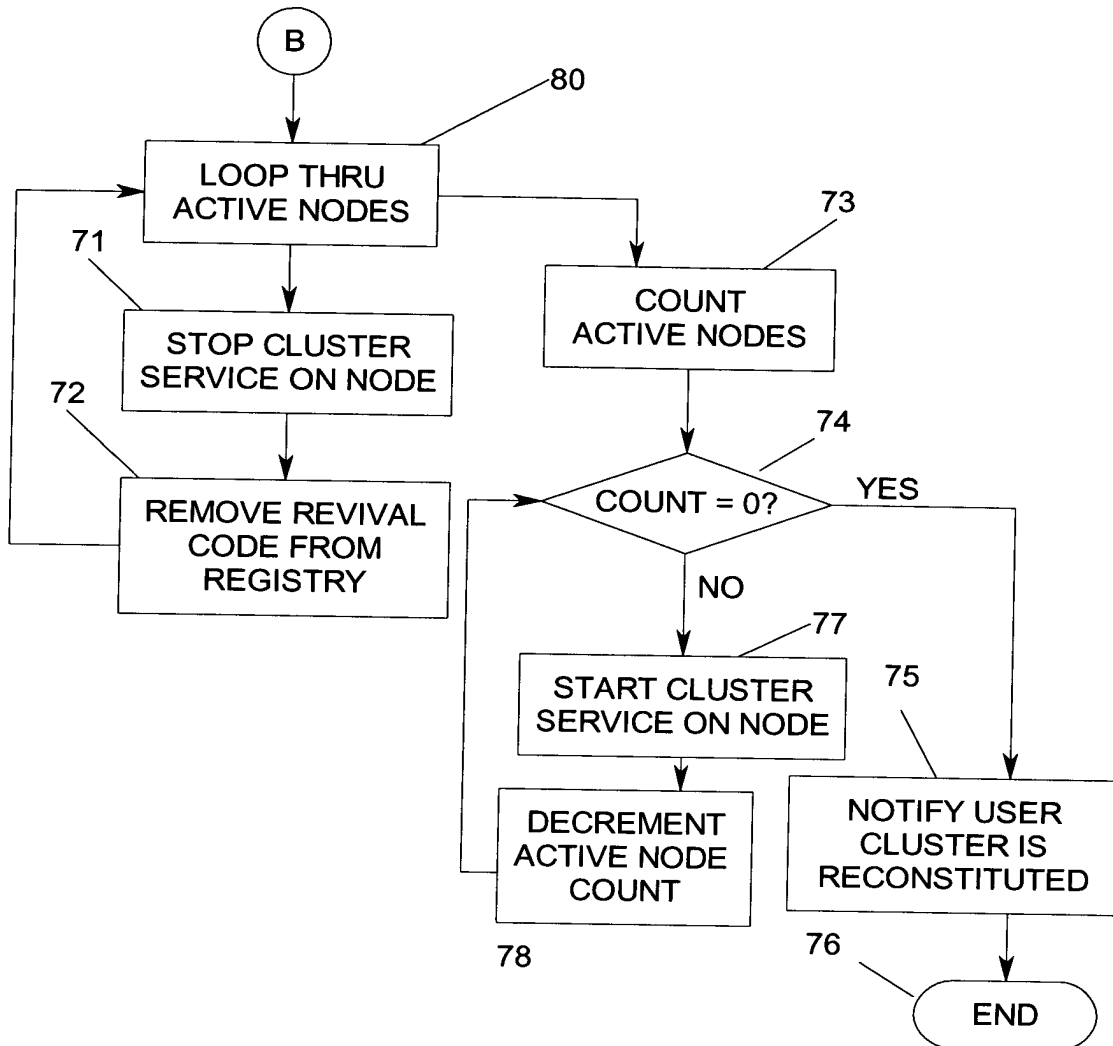 B
80
LOOP THRU
ACTIVE NODES
71
STOP CLUSTER
SERVICE ON NODE
72
REMOVE REVIVAL
CODE FROM
REGISTRY
73
COUNT
ACTIVE NODES
74
COUNT = 0?
YES
NO
77
START CLUSTER
SERVICE ON NODE
DECREMENT
ACTIVE NODE
COUNT
78
75
NOTIFY USER
CLUSTER IS
RECONSTITUTED
76
END